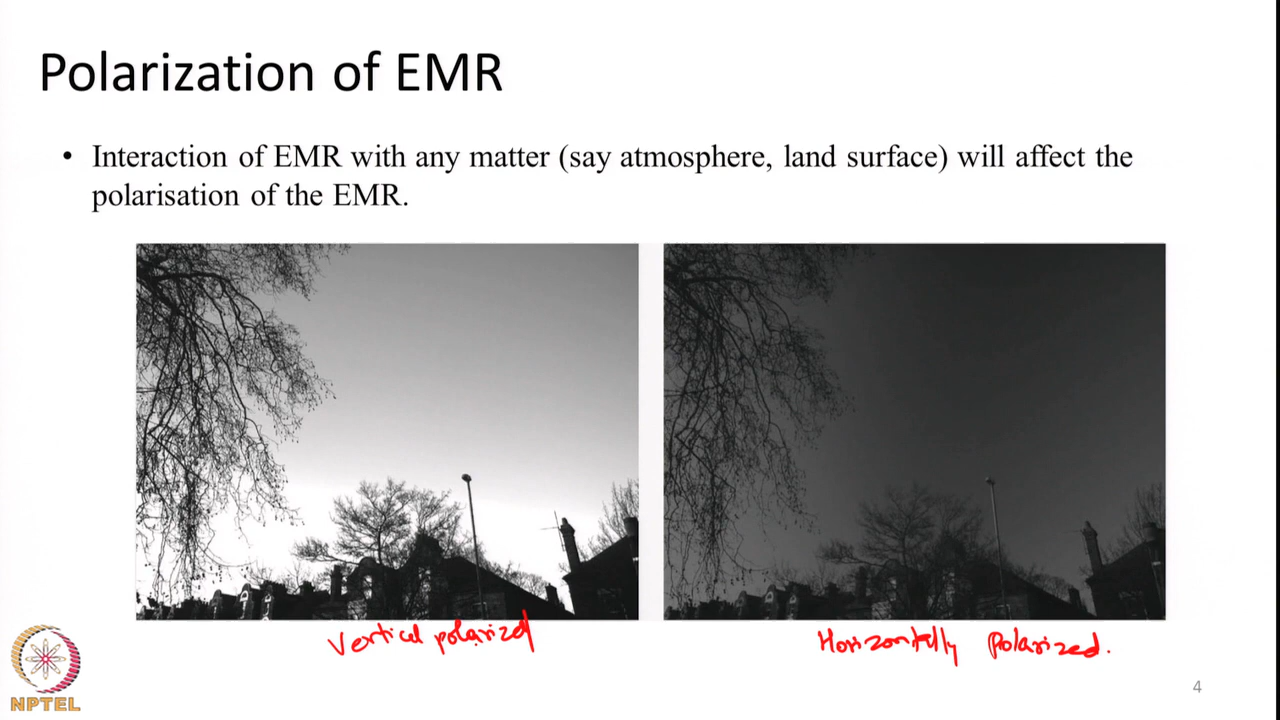 Polarization of EMR
• Interaction of EMR with any matter (say atmosphere, land surface) will affect the
polarisation of the EMR.
Vertical polarized
Horizontally polarized.
NPTEL
4